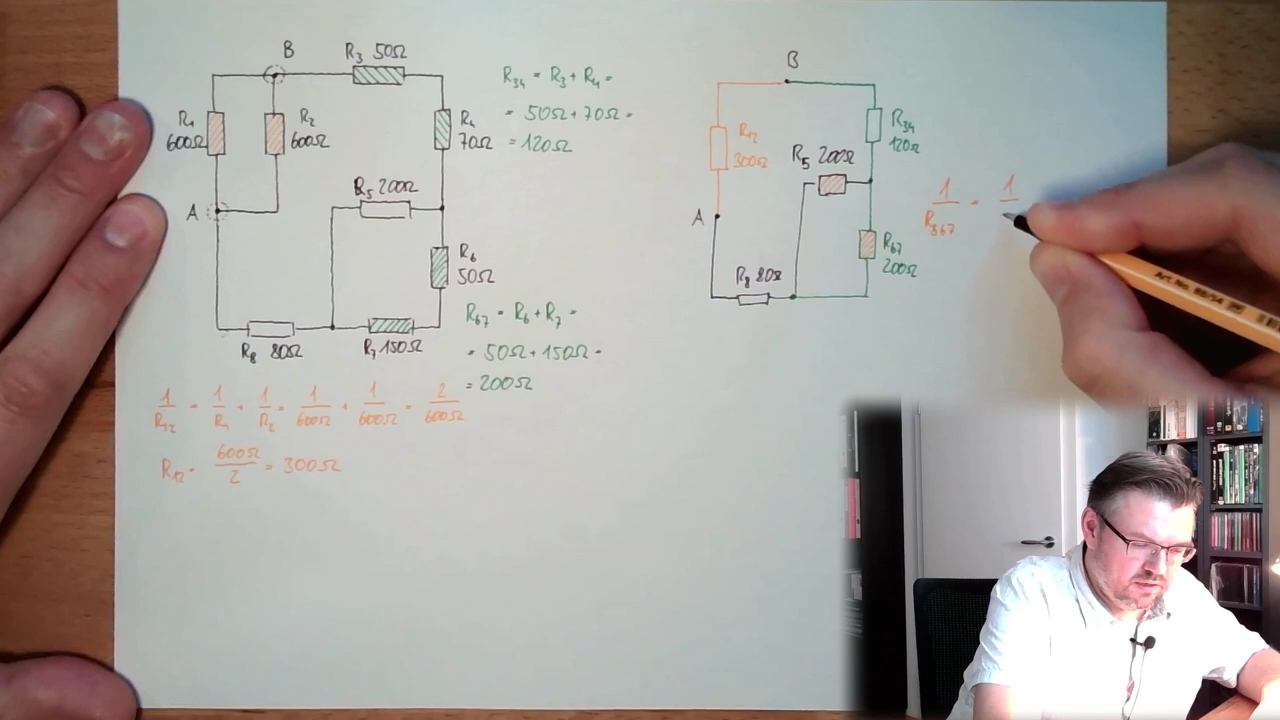 B
R3 50Ω
R1
600Ω
R2
600Ω
R4
70Ω
A
R5 200Ω
R6
50Ω
R8 80Ω
R7 150Ω
R34 = R3 + R4 =
= 50Ω + 70Ω =
= 120Ω
R67 = R6 + R7 =
= 50Ω + 150Ω =
= 200Ω
1/R12 = 1/R1 + 1/R2 = 1/600Ω + 1/600Ω = 2/600Ω
R12 = 600Ω/2 = 300Ω
B
R12
300Ω
R34
120Ω
R5 200Ω
A
R67
200Ω
R8 80Ω
1/R567 = 1